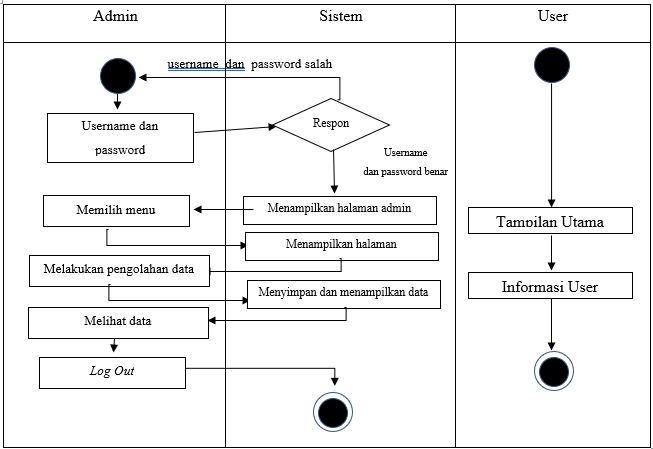 Admin
Sistem
User
username dan password salah
Username dan
password
Respon
Username
dan password benar
Memilih menu
Menampilkan halaman admin
Menampilkan halaman
Melakukan pengolahan data
Menyimpan dan menampilkan data
Melihat data
Log Out
Tampilan Utama
Informasi User